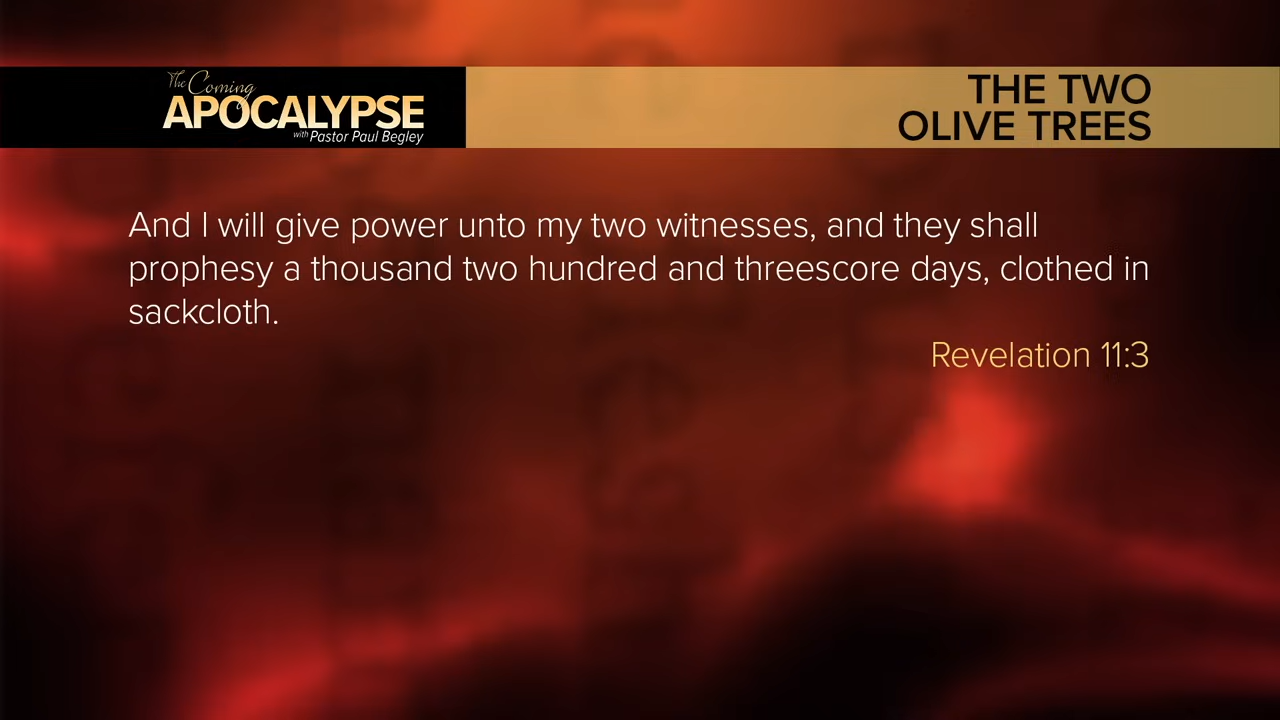 The Coming
APOCALYPSE
with Pastor Paul Begley
THE TWO
OLIVE TREES
And I will give power unto my two witnesses, and they shall
prophesy a thousand two hundred and threescore days, clothed in
sackcloth.
Revelation 11:3